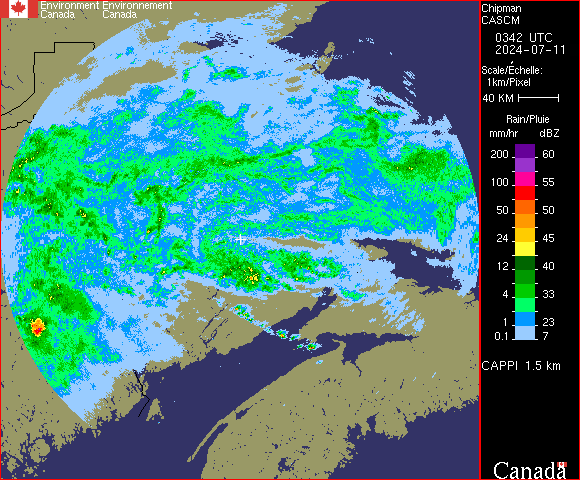 Environment Environnement
Canada Canada
Chipman
CASCM
0342 UTC
2024-07-11
Scale/Échelle:
1km/Pixel
40 KM
Rain/Pluie
mm/hr dBZ
200 60
100 55
50 50
24 45
12 40
4 33
1 23
0.1 7
CAPPI 1.5 km
Canada